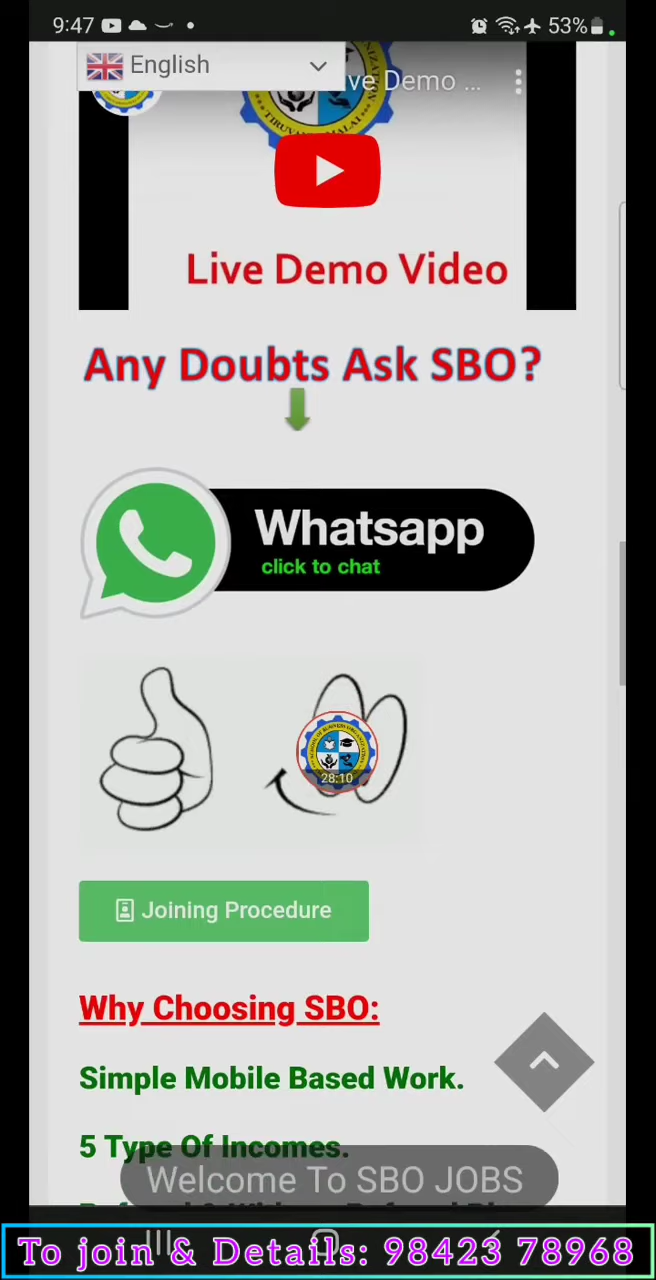 9:47
53%
English
ive Demo ...
TIRUVANNAMALAI
Live Demo Video
Any Doubts Ask SBO?
Whatsapp
click to chat
28:10
Joining Procedure
Why Choosing SBO:
Simple Mobile Based Work.
5 Type Of Incomes.
Welcome To SBO JOBS
To join & Details: 98423 78968